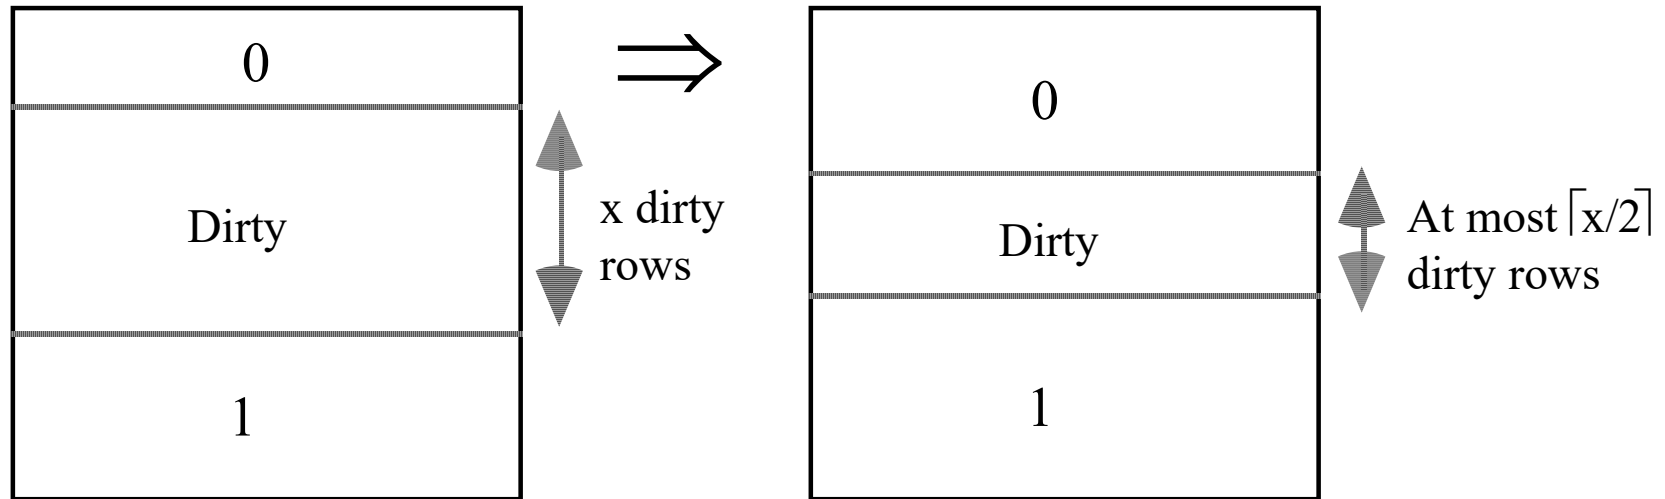 0
Dirty
1
x dirty
rows
⇒
0
Dirty
1
At most ⌈x/2⌉
dirty rows